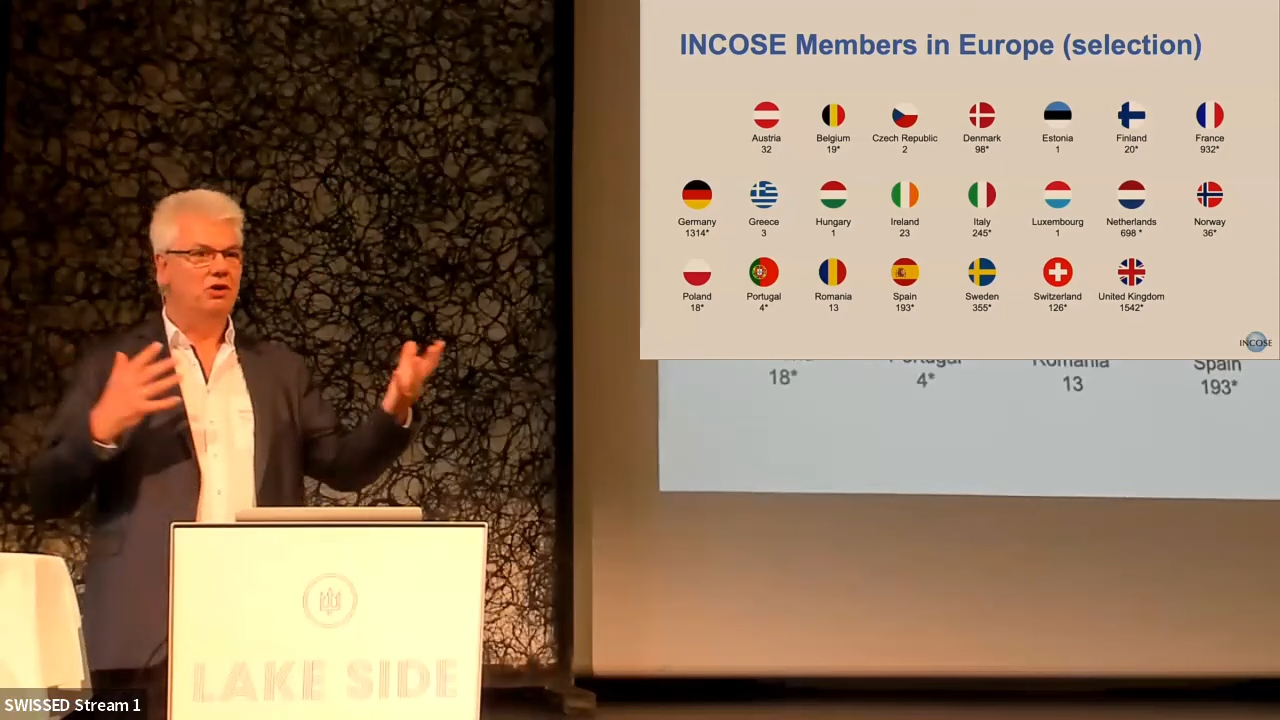 INCOSE Members in Europe (selection)
Austria Belgium Czech Republic Denmark Estonia Finland France
32 19* 2 98* 1 20* 932*
Germany Greece Hungary Ireland Italy Luxembourg Netherlands Norway
1314* 3 1 23 245* 1 698 * 36*
Poland Portugal Romania Spain Sweden Switzerland United Kingdom
18* 4* 13 193* 355* 126* 1542*
INCOSE
Portugal Romania Spain
18* 4* 13 193*
LAKE SIDE
SWISSED Stream 1